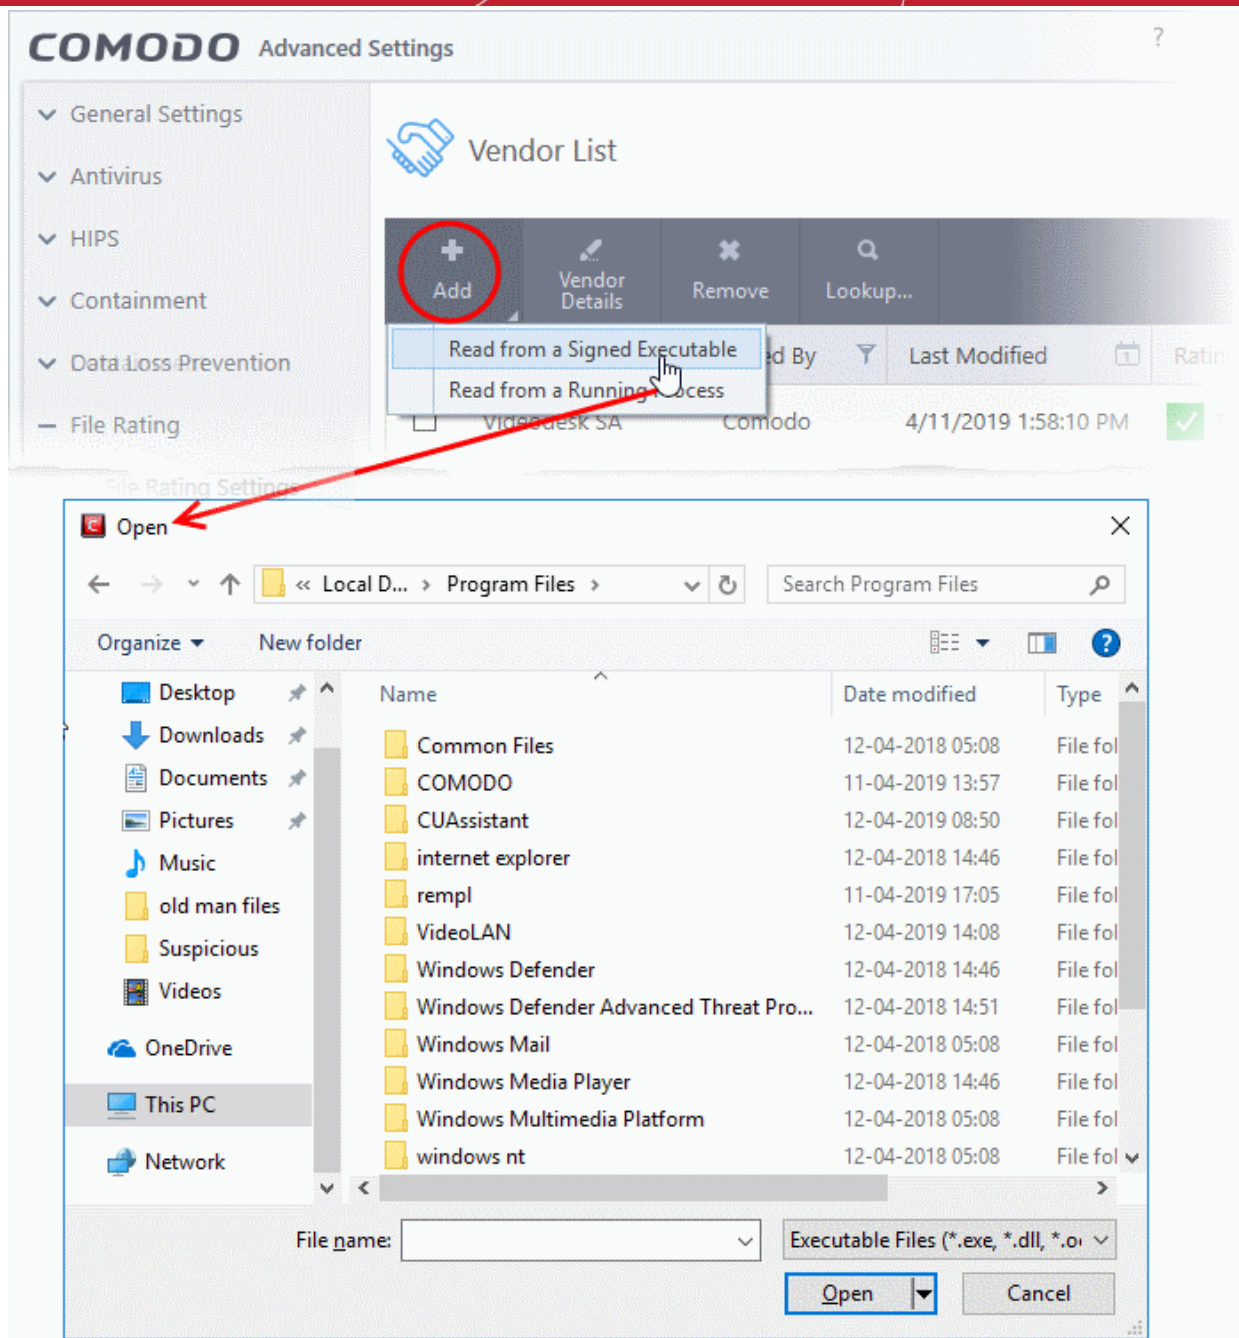 COMODO Advanced Settings ?
General Settings
Antivirus
HIPS
Containment
Data Loss Prevention
File Rating
File Rating Settings
Vendor List
Add
Vendor Details
Remove
Lookup...
Read from a Signed Executable
Read from a Running Process
ed By Last Modified Ratin
Videodesk SA Comodo 4/11/2019 1:58:10 PM
Open
« Local D... › Program Files ›
Search Program Files
Organize New folder
Desktop
Downloads
Documents
Pictures
Music
old man files
Suspicious
Videos
OneDrive
This PC
Network
Name Date modified Type
Common Files 12-04-2018 05:08 File fol
COMODO 11-04-2019 13:57 File fol
CUAssistant 12-04-2019 08:50 File fol
internet explorer 12-04-2018 14:46 File fol
rempl 11-04-2019 17:05 File fol
VideoLAN 12-04-2019 14:08 File fol
Windows Defender 12-04-2018 14:46 File fol
Windows Defender Advanced Threat Pro... 12-04-2018 14:51 File fol
Windows Mail 12-04-2018 05:08 File fol
Windows Media Player 12-04-2018 14:46 File fol
Windows Multimedia Platform 12-04-2018 05:08 File fol
windows nt 12-04-2018 05:08 File fol
File name: Executable Files (*.exe, *.dll, *.o
Open Cancel